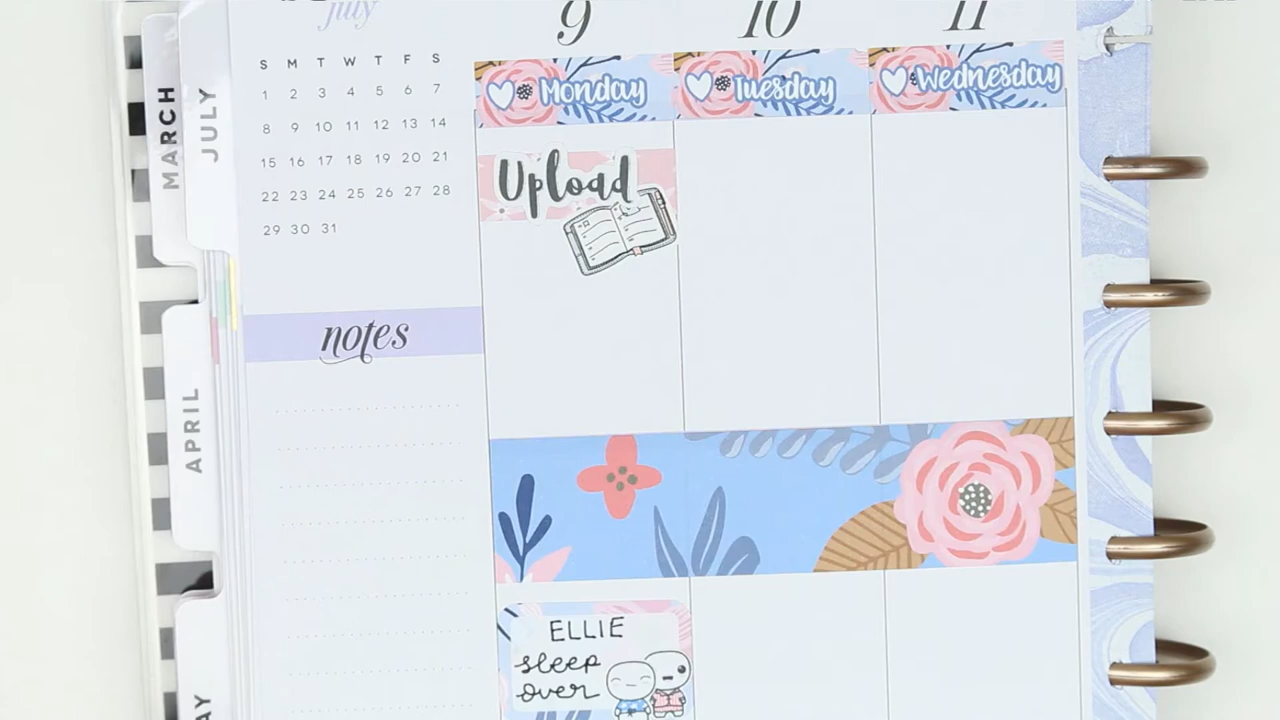 july
S M T W T F S
1 2 3 4 5 6 7
8 9 10 11 12 13 14
15 16 17 18 19 20 21
22 23 24 25 26 27 28
29 30 31
notes
MARCH
JULY
APRIL
AY
9 10 11
Monday Tuesday Wednesday
Upload
ELLIE
sleep
over